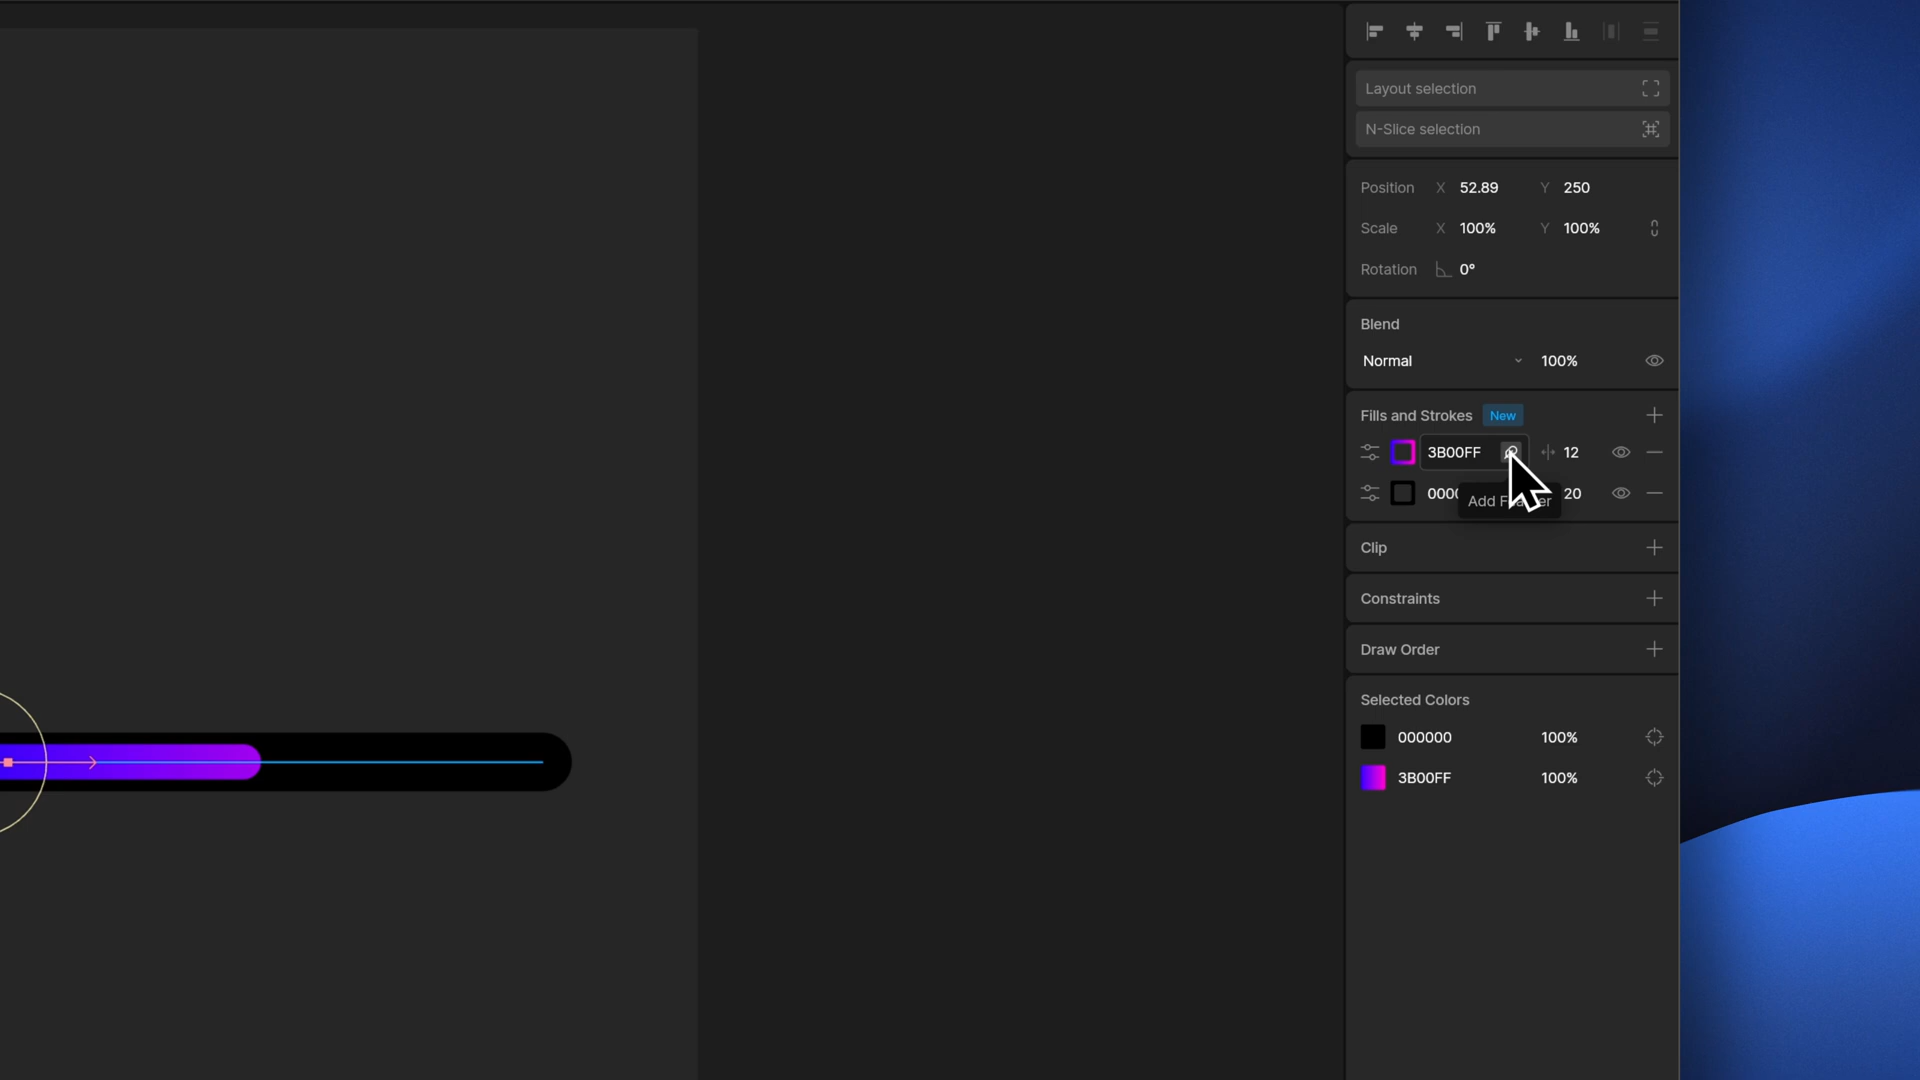 Layout selection
N-Slice selection
Position X 52.89 Y 250
Scale X 100% Y 100%
Rotation 0°
Blend
Normal 100%
Fills and Strokes New
3B00FF 12
20
Add
Clip
Constraints
Draw Order
Selected Colors
000000 100%
3B00FF 100%